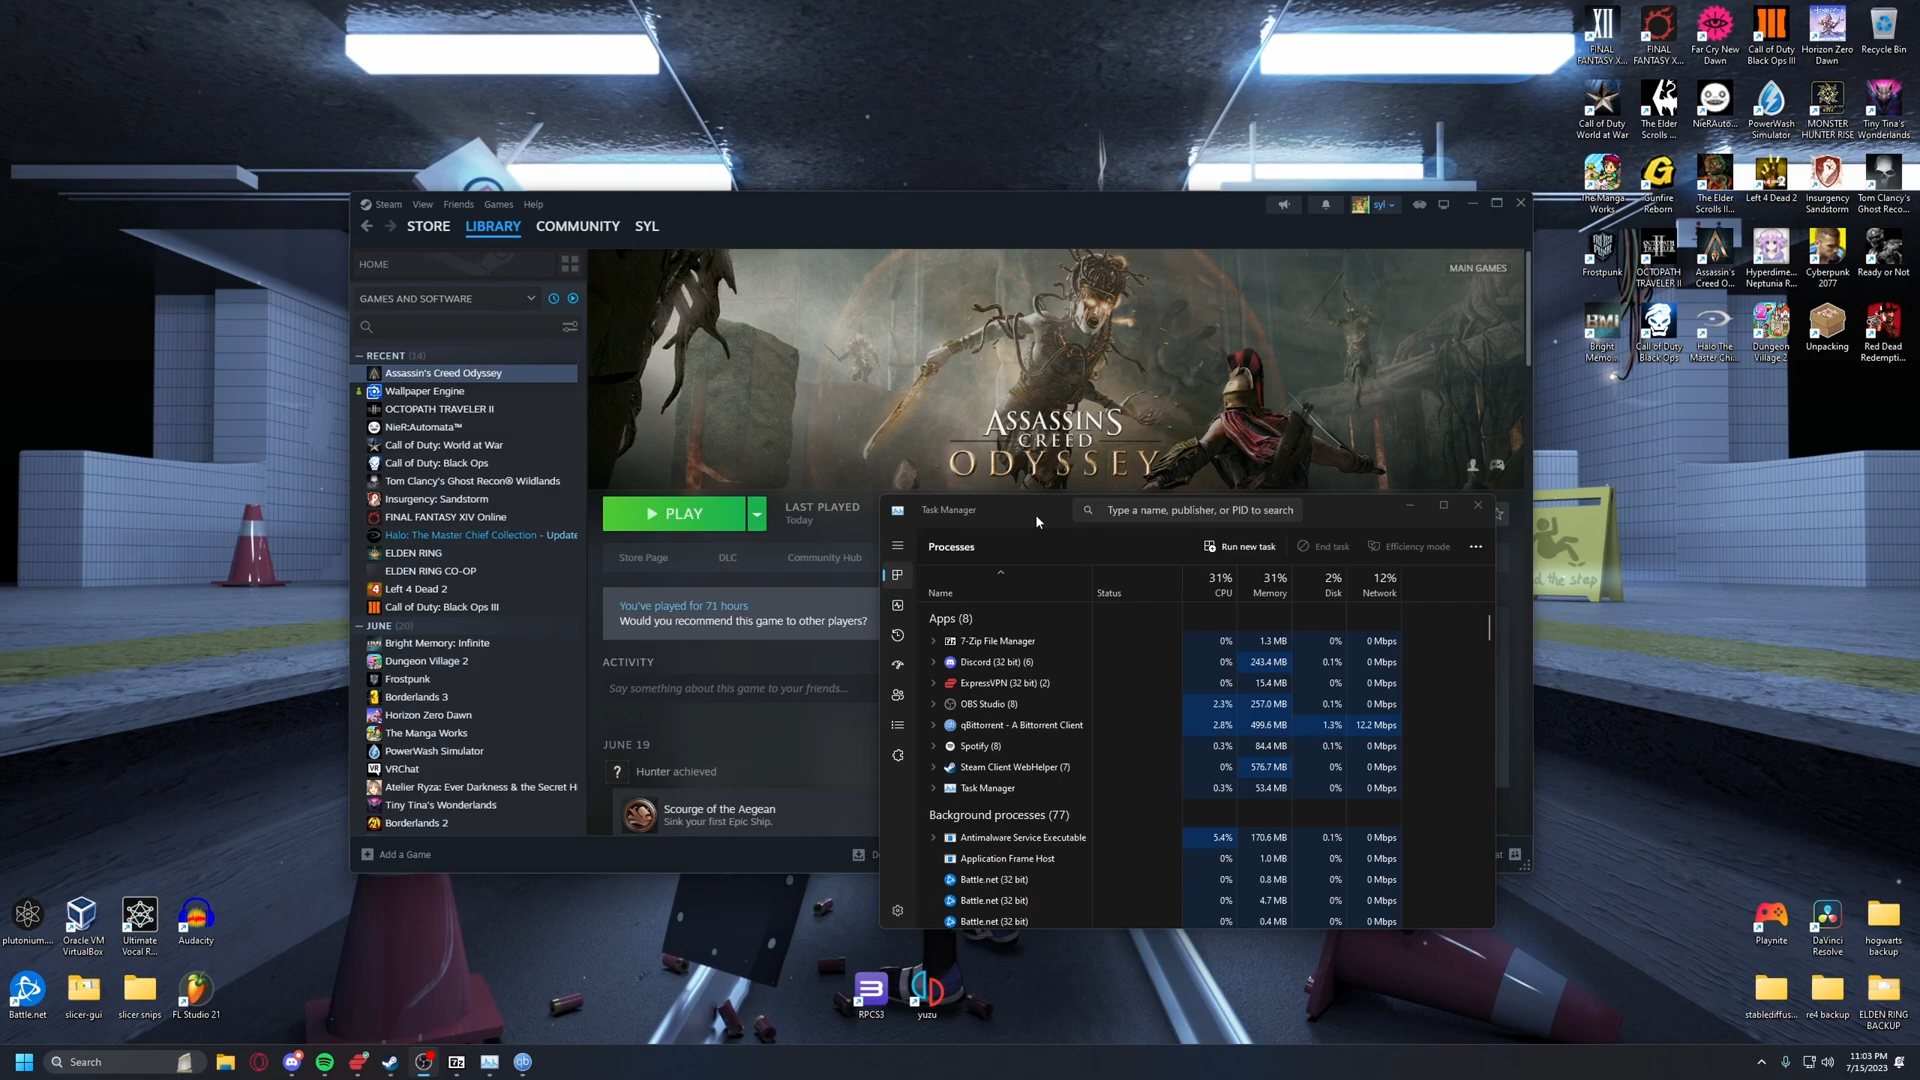 FINAL FANTASY X...
FINAL FANTASY X...
Far Cry New Dawn
Call of Duty Black Ops III
Horizon Zero Dawn
Recycle Bin
Call of Duty World at War
The Elder Scrolls ...
NieRAuto...
PowerWash Simulator
MONSTER HUNTER RISE
Tiny Tina's Wonderlands
The Manga Works
Gunfire Reborn
The Elder Scrolls II...
Left 4 Dead 2
Insurgency Sandstorm
Tom Clancy's Ghost Reco...
Frostpunk
OCTOPATH TRAVELER II
Assassin's Creed O...
Hyperdime... Neptunia R...
Cyberpunk 2077
Ready or Not
Bright Memo...
Call of Duty Black Ops
Halo The Master Chi...
Dungeon Village 2
Unpacking
Red Dead Redempti...
Steam View Friends Games Help
syl
STORE LIBRARY COMMUNITY SYL
HOME
MAIN GAMES
GAMES AND SOFTWARE
RECENT (14)
Assassin's Creed Odyssey
Wallpaper Engine
OCTOPATH TRAVELER II
NieR:Automata™
Call of Duty: World at War
Call of Duty: Black Ops
Tom Clancy's Ghost Recon® Wildlands
Insurgency: Sandstorm
FINAL FANTASY XIV Online
Halo: The Master Chief Collection - Update
ELDEN RING
ELDEN RING CO-OP
Left 4 Dead 2
Call of Duty: Black Ops III
JUNE (20)
Bright Memory: Infinite
Dungeon Village 2
Frostpunk
Borderlands 3
Horizon Zero Dawn
The Manga Works
PowerWash Simulator
VRChat
Atelier Ryza: Ever Darkness & the Secret H
Tiny Tina's Wonderlands
Borderlands 2
Add a Game
ASSASSIN'S
CREED
ODYSSEY
PLAY
LAST PLAYED
Today
Store Page DLC Community Hub
You've played for 71 hours
Would you recommend this game to other players?
ACTIVITY
Say something about this game to your friends...
JUNE 19
? Hunter achieved
Scourge of the Aegean
Sink your first Epic Ship.
Task Manager
Type a name, publisher, or PID to search
Processes Run new task End task Efficiency mode
31% 31% 2% 12%
Name Status CPU Memory Disk Network
Apps (8)
7-Zip File Manager 0% 1.3 MB 0% 0 Mbps
Discord (32 bit) (6) 0% 243.4 MB 0.1% 0 Mbps
ExpressVPN (32 bit) (2) 0% 15.4 MB 0% 0 Mbps
OBS Studio (8) 2.3% 257.0 MB 0.1% 0 Mbps
qBittorrent - A Bittorrent Client 2.8% 499.6 MB 1.3% 12.2 Mbps
Spotify (8) 0.3% 84.4 MB 0.1% 0 Mbps
Steam Client WebHelper (7) 0% 576.7 MB 0% 0 Mbps
Task Manager 0.3% 53.4 MB 0% 0 Mbps
Background processes (77)
Antimalware Service Executable 5.4% 170.6 MB 0.1% 0 Mbps
Application Frame Host 0% 1.0 MB 0% 0 Mbps
Battle.net (32 bit) 0% 0.8 MB 0% 0 Mbps
Battle.net (32 bit) 0% 4.7 MB 0% 0 Mbps
Battle.net (32 bit) 0% 0.4 MB 0% 0 Mbps
plutonium....
Oracle VM VirtualBox
Ultimate Vocal R...
Audacity
Battle.net
slicer-gui
slicer snips
FL Studio 21
RPCS3
yuzu
Playnite
DaVinci Resolve
hogwarts backup
stablediffus...
re4 backup
ELDEN RING BACKUP
Search
11:03 PM
7/15/2023